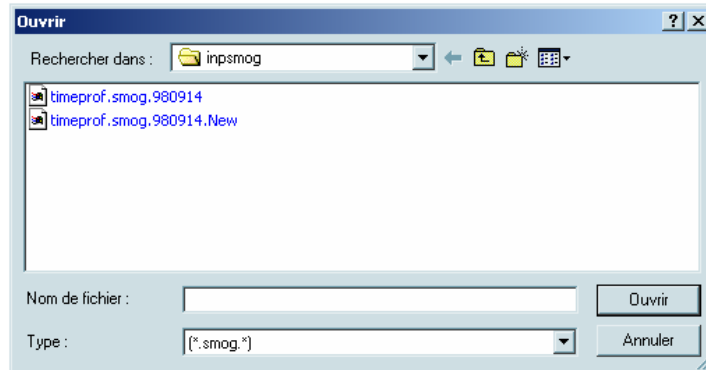 Ouvrir
Rechercher dans : inpsmog
timeprof.smog.980914
timeprof.smog.980914.New
Nom de fichier : Ouvrir
Type : (*.smog.*) Annuler